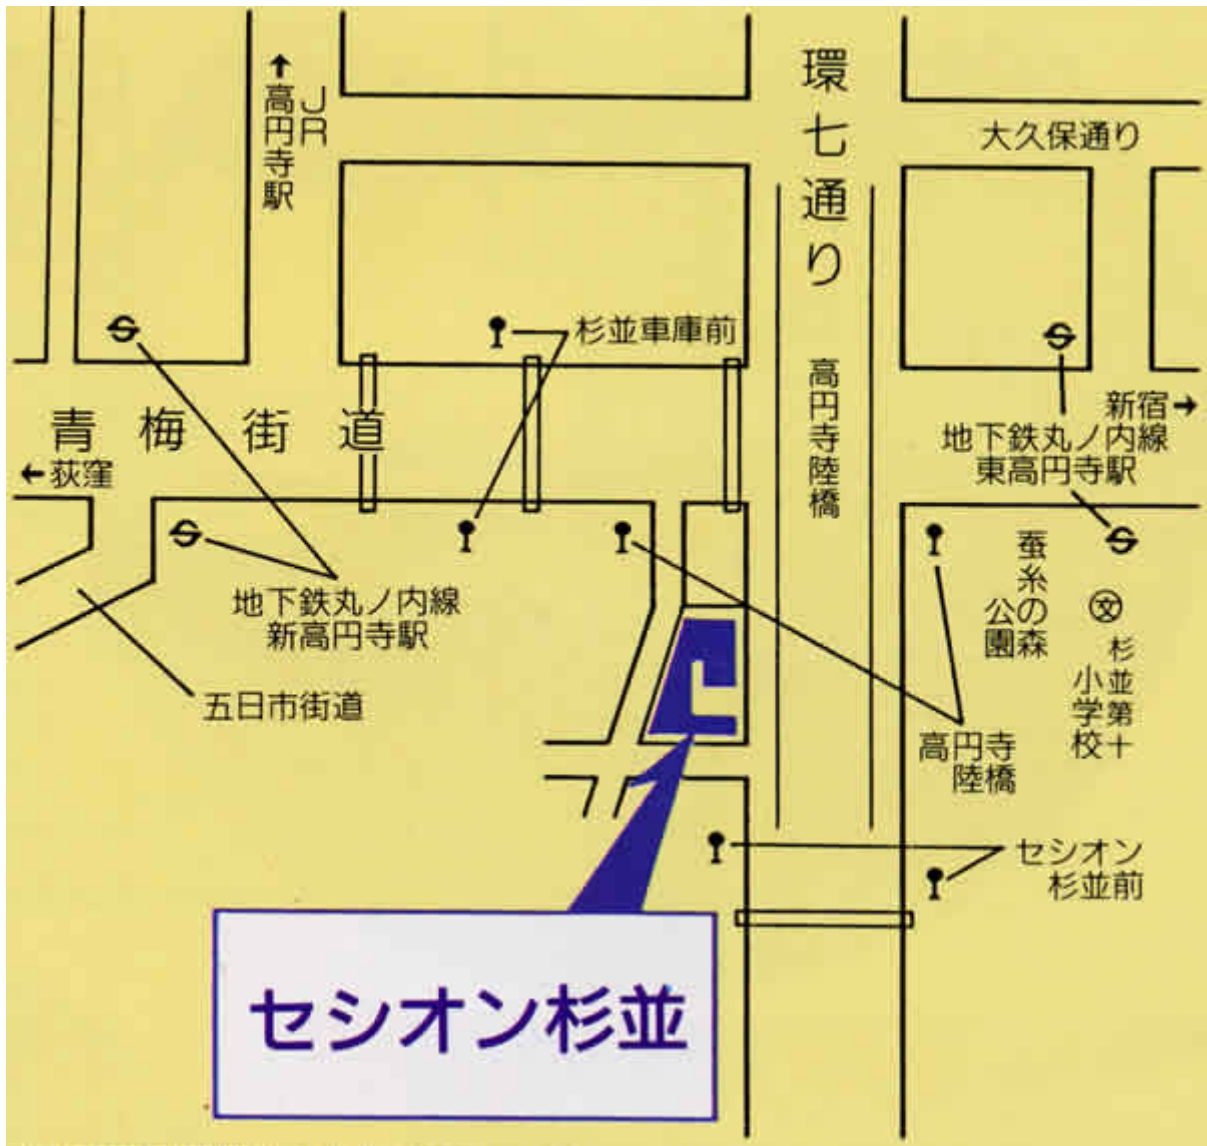 環七通り
JR
↑高円寺駅
大久保通り
杉並車庫前
高円寺陸橋
青梅街道
←荻窪
新宿→
地下鉄丸ノ内線
東高円寺駅
蚕糸の森
公園
文
杉並第十
小学校
地下鉄丸ノ内線
新高円寺駅
五日市街道
高円寺
陸橋
セシオン
杉並前
セシオン杉並